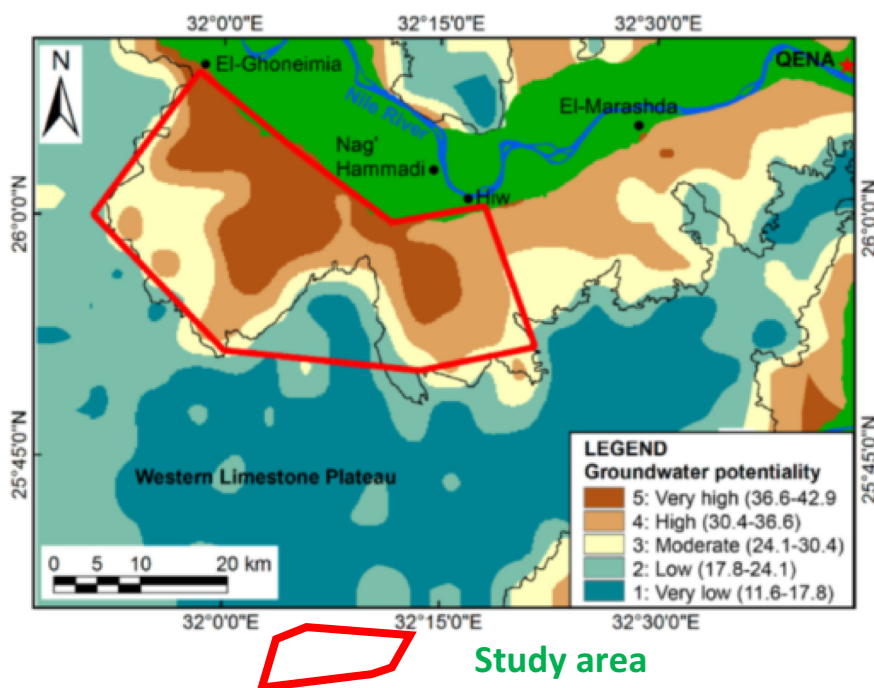 32°0'0"E 32°15'0"E 32°30'0"E
N
El-Ghoneimia
QENA
Nile River
El-Marashda
Nag'
Hammadi
Hiw
26°0'0"N
26°0'0"N
25°45'0"N
25°45'0"N
Western Limestone Plateau
LEGEND
Groundwater potentiality
5: Very high (36.6-42.9
4: High (30.4-36.6)
3: Moderate (24.1-30.4)
2: Low (17.8-24.1)
1: Very low (11.6-17.8)
0 5 10 20 km
32°0'0"E 32°15'0"E 32°30'0"E
Study area